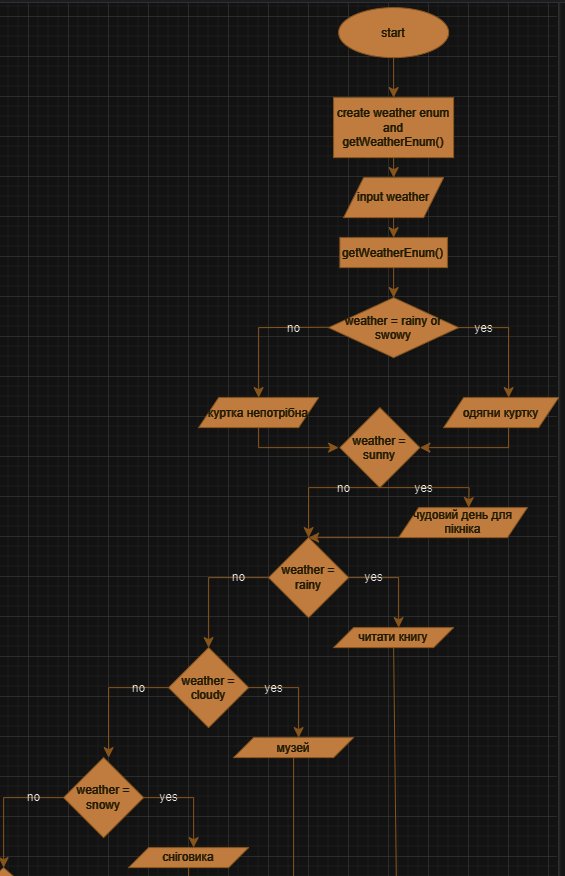 start
create weather enum
and
getWeatherEnum()
input weather
getWeatherEnum()
weather = rainy or
swowy
no
yes
куртка непотрібна
одягни куртку
weather =
sunny
no
yes
чудовий день для
пікніка
weather =
rainy
no
yes
читати книгу
weather =
cloudy
no
yes
музей
weather =
snowy
no
yes
сніговика